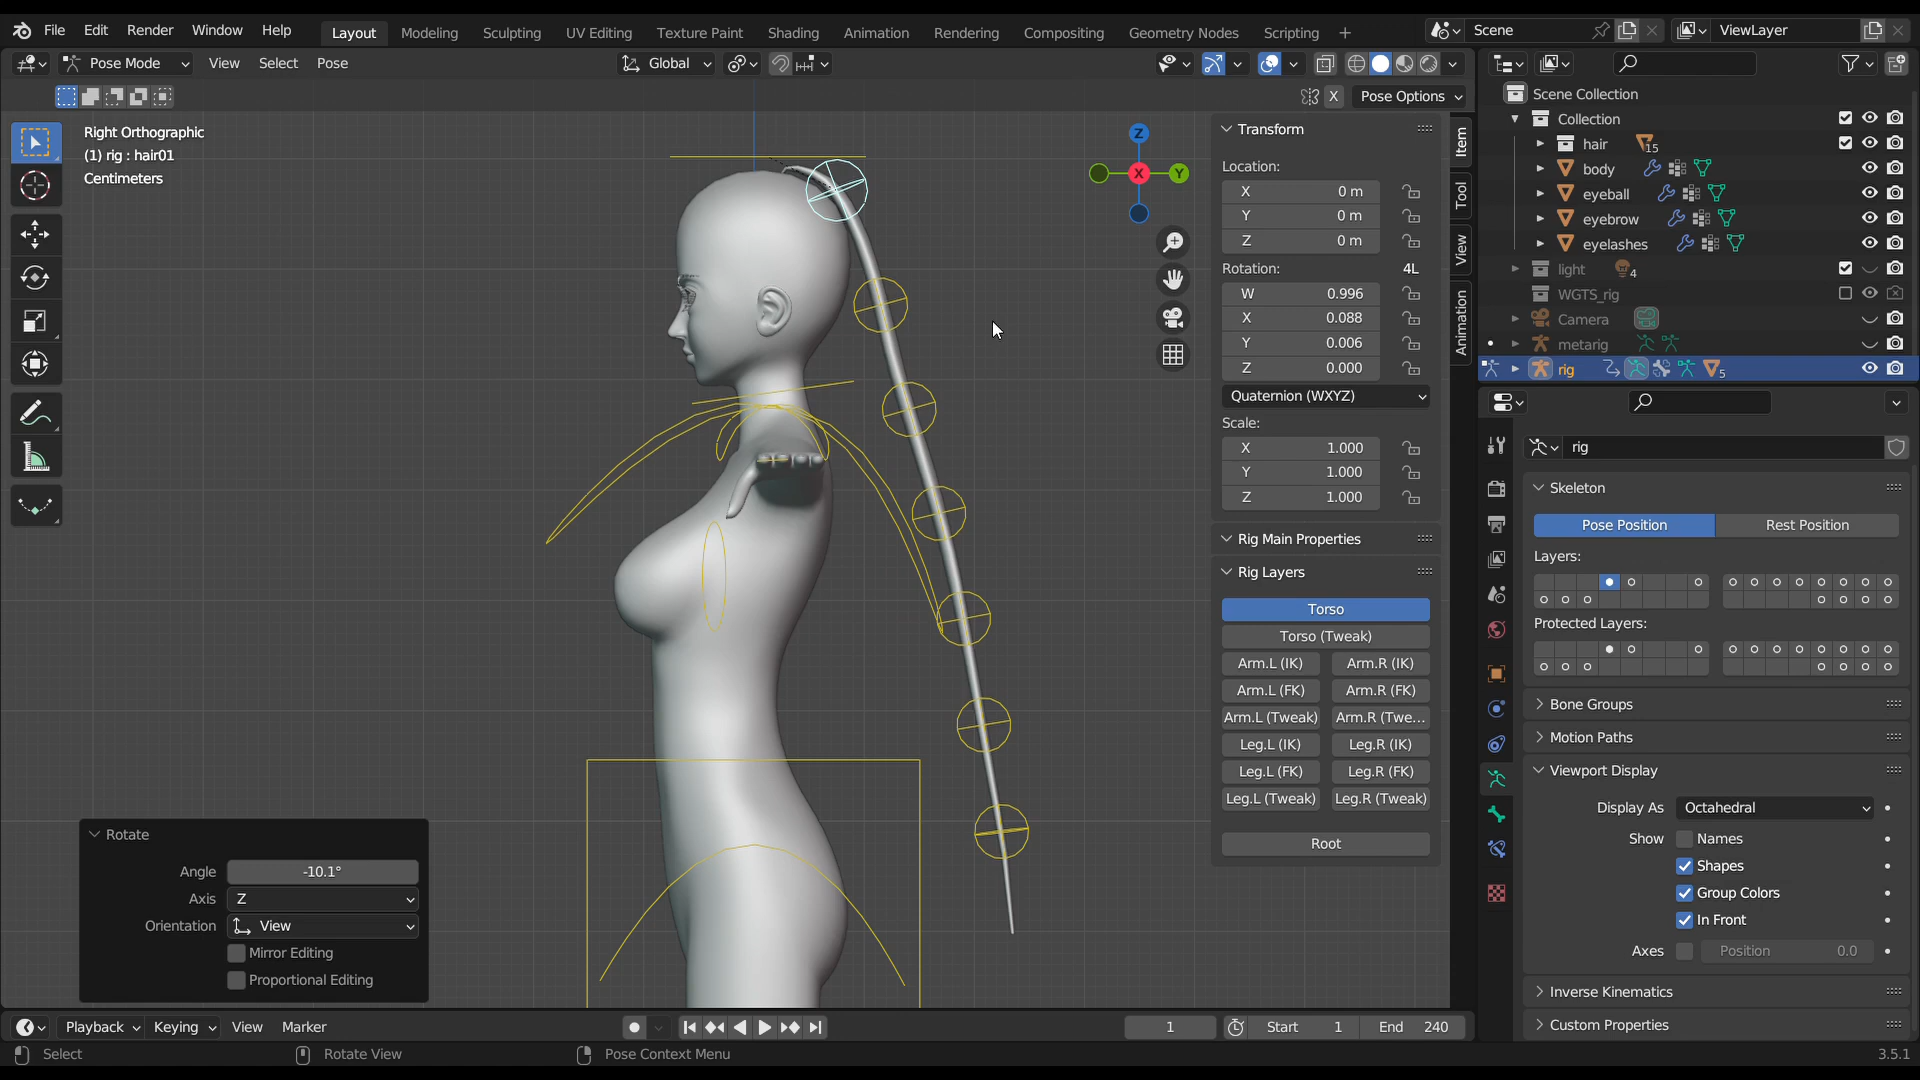 File Edit Render Window Help Layout Modeling Sculpting UV Editing Texture Paint Shading Animation Rendering Compositing Geometry Nodes Scripting + Scene ViewLayer
Pose Mode View Select Pose Global
X Pose Options
Right Orthographic
(1) rig : hair01
Centimeters
Z
X
Y
Transform
Location:
X 0 m
Y 0 m
Z 0 m
Rotation: 4L
W 0.996
X 0.088
Y 0.006
Z 0.000
Quaternion (WXYZ)
Scale:
X 1.000
Y 1.000
Z 1.000
Rig Main Properties
Rig Layers
Torso
Torso (Tweak)
Arm.L (IK) Arm.R (IK)
Arm.L (FK) Arm.R (FK)
Arm.L (Tweak) Arm.R (Twe...
Leg.L (IK) Leg.R (IK)
Leg.L (FK) Leg.R (FK)
Leg.L (Tweak) Leg.R (Tweak)
Root
Item
Tool
View
Animation
Scene Collection
Collection
hair 15
body
eyeball
eyebrow
eyelashes
light 4
WGTS_rig
Camera
metarig
rig 5
rig
Skeleton
Pose Position Rest Position
Layers:
Protected Layers:
Bone Groups
Motion Paths
Viewport Display
Display As Octahedral
Show Names
Shapes
Group Colors
In Front
Axes Position 0.0
Inverse Kinematics
Custom Properties
Rotate
Angle -10.1°
Axis Z
Orientation View
Mirror Editing
Proportional Editing
Playback Keying View Marker 1 Start 1 End 240
Select Rotate View Pose Context Menu 3.5.1